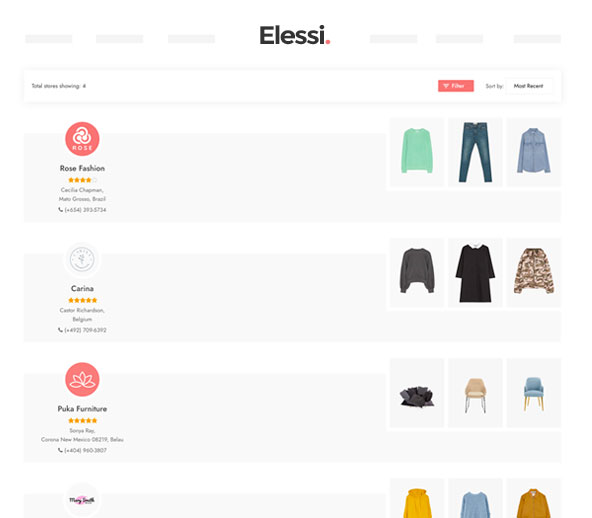 Elessi.
Total stores showing: 4
Filter
Sort by:
Most Recent
ROSE
Rose Fashion
Cecilia Chapman,
Mato Grosso, Brazil
(+654) 393-5734
Carina
Castor Richardson,
Belgium
(+492) 709-6392
Puka Furniture
Sonya Ray,
Corona New Mexico 08219, Belau
(+404) 960-3807
Mary Smith